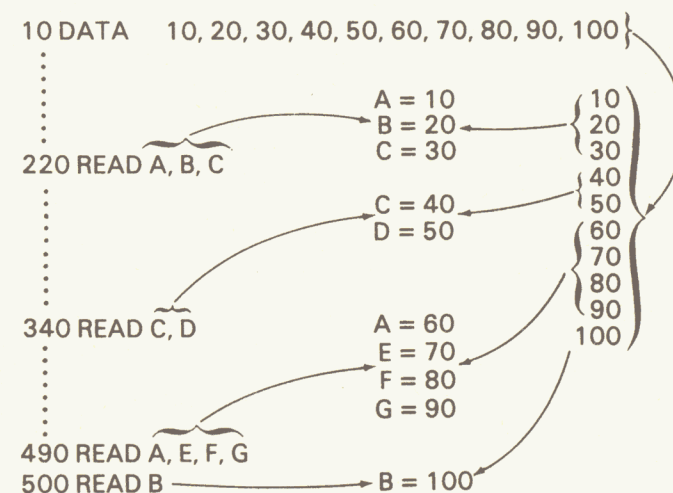 10 DATA 10, 20, 30, 40, 50, 60, 70, 80, 90, 100
A = 10
B = 20
C = 30
10
20
30
40
50
60
70
80
90
100
220 READ A, B, C
C = 40
D = 50
340 READ C, D
A = 60
E = 70
F = 80
G = 90
490 READ A, E, F, G
500 READ B
B = 100